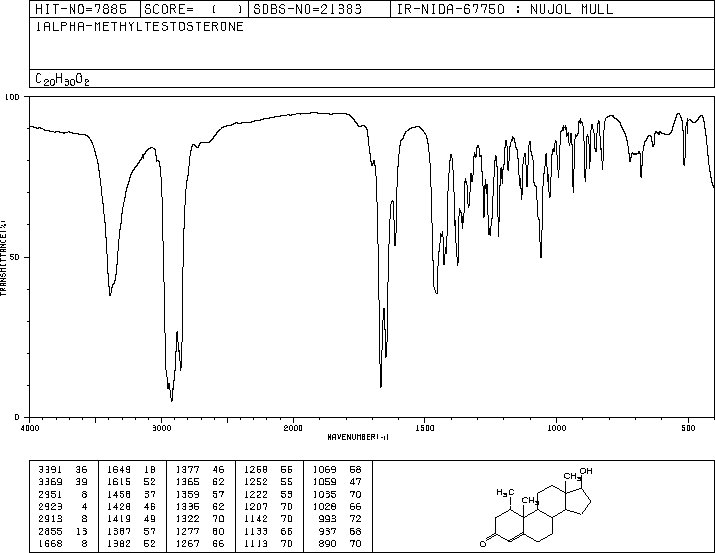 HIT-NO=7885 SCORE= ( ) SDBS-NO=21383 IR-NIDA-67750 : NUJOL MULL
1ALPHA-METHYLTESTOSTERONE
C20H30O2
100
50
0
TRANSMITTANCE(%)
4000 3000 2000 1500 1000 500
WAVENUMBER(-1)
3391 36 1649 18 1377 46 1268 55 1069 58
3369 39 1615 52 1365 62 1252 55 1059 47
2951 8 1458 37 1359 57 1222 53 1035 70
2923 4 1428 46 1335 62 1207 70 1028 66
2913 8 1419 49 1322 70 1142 70 993 72
2855 13 1387 57 1277 60 1133 66 937 68
1668 8 1382 52 1267 66 1113 70 890 70
OH
CH3
H3C
CH3
O